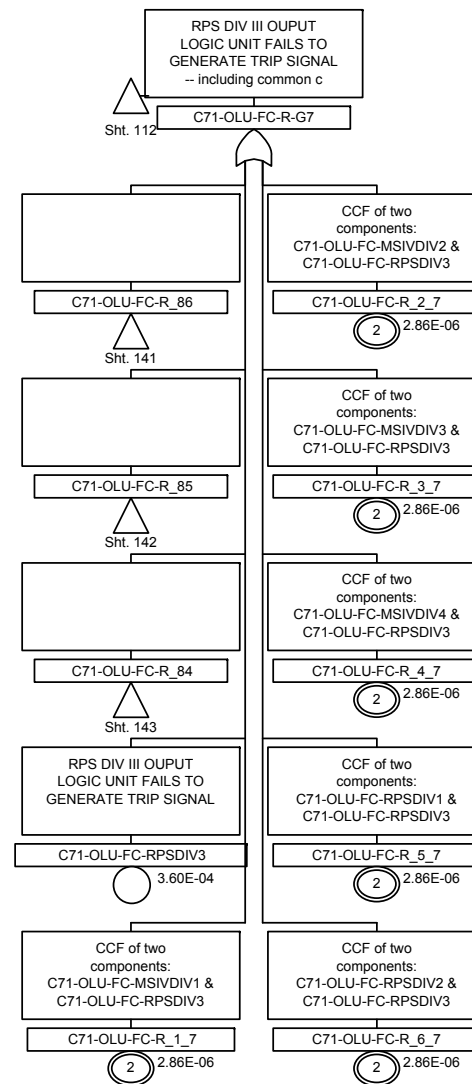 RPS DIV III OUPUT
LOGIC UNIT FAILS TO
GENERATE TRIP SIGNAL
-- including common c
Sht. 112
C71-OLU-FC-R-G7
C71-OLU-FC-R_86
Sht. 141
CCF of two
components:
C71-OLU-FC-MSIVDIV2 &
C71-OLU-FC-RPSDIV3
C71-OLU-FC-R_2_7
2
2.86E-06
C71-OLU-FC-R_85
Sht. 142
CCF of two
components:
C71-OLU-FC-MSIVDIV3 &
C71-OLU-FC-RPSDIV3
C71-OLU-FC-R_3_7
2
2.86E-06
C71-OLU-FC-R_84
Sht. 143
CCF of two
components:
C71-OLU-FC-MSIVDIV4 &
C71-OLU-FC-RPSDIV3
C71-OLU-FC-R_4_7
2
2.86E-06
RPS DIV III OUPUT
LOGIC UNIT FAILS TO
GENERATE TRIP SIGNAL
C71-OLU-FC-RPSDIV3
3.60E-04
CCF of two
components:
C71-OLU-FC-RPSDIV1 &
C71-OLU-FC-RPSDIV3
C71-OLU-FC-R_5_7
2
2.86E-06
CCF of two
components:
C71-OLU-FC-MSIVDIV1 &
C71-OLU-FC-RPSDIV3
C71-OLU-FC-R_1_7
2
2.86E-06
CCF of two
components:
C71-OLU-FC-RPSDIV2 &
C71-OLU-FC-RPSDIV3
C71-OLU-FC-R_6_7
2
2.86E-06